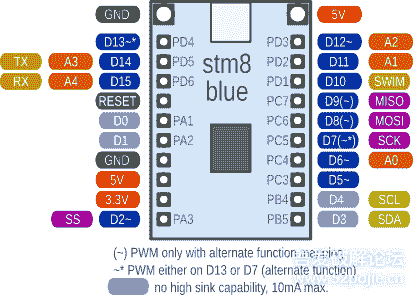 GND 5V
D13~* PD4 PD3 D12~ A2
TX A3 D14 PD5 stm8 PD2 D11 A1
RX A4 D15 PD6 blue PD1 D10 SWIM
RESET PC7 D9(~) MISO
D0 PA1 PC6 D8(~) MOSI
D1 PA2 PC5 D7(~*) SCK
GND PC4 D6~ A0
5V PC3 D5~
3.3V PB4 D4 SCL
SS D2~ PA3 PB5 D3 SDA
(~) PWM only with alternate function mapping
~* PWM either on D13 or D7 (alternate function)
no high sink capability, 10mA max.